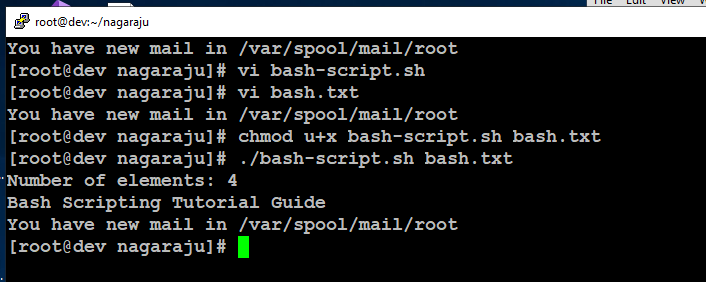 File Edit View
root@dev:~/nagaraju
You have new mail in /var/spool/mail/root
[root@dev nagaraju]# vi bash-script.sh
[root@dev nagaraju]# vi bash.txt
You have new mail in /var/spool/mail/root
[root@dev nagaraju]# chmod u+x bash-script.sh bash.txt
[root@dev nagaraju]# ./bash-script.sh bash.txt
Number of elements: 4
Bash Scripting Tutorial Guide
You have new mail in /var/spool/mail/root
[root@dev nagaraju]#